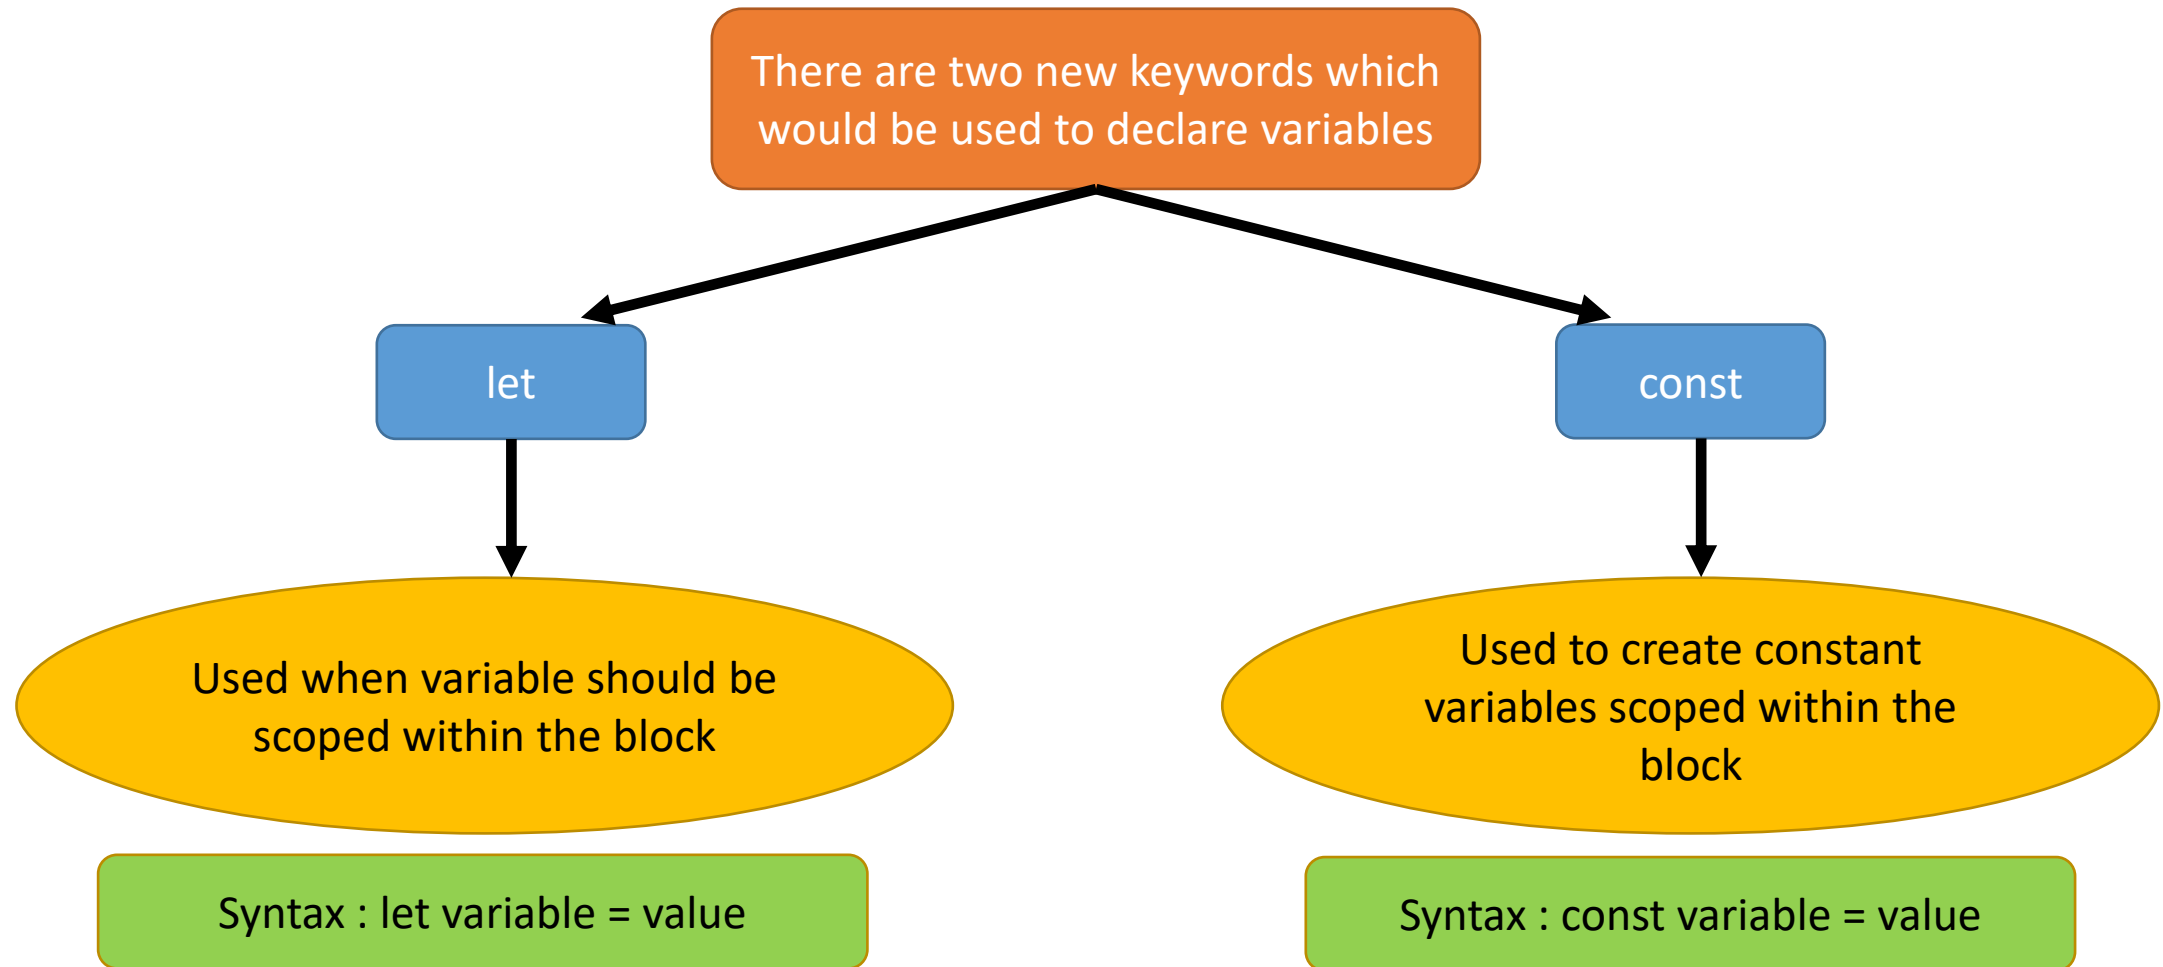 There are two new keywords which
would be used to declare variables
let
const
Used when variable should be
scoped within the block
Used to create constant
variables scoped within the
block
Syntax : let variable = value
Syntax : const variable = value